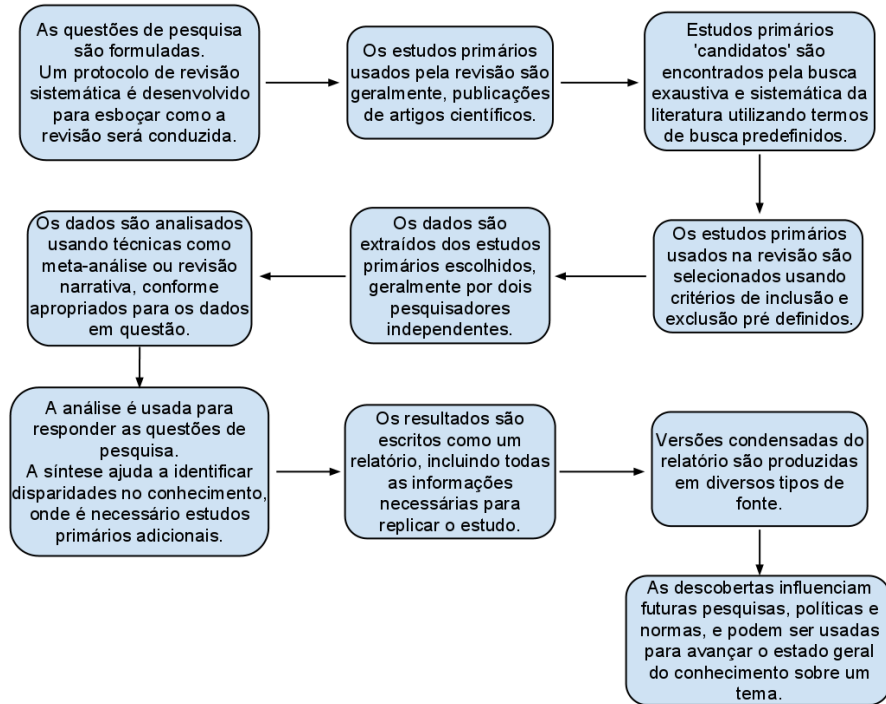 As questões de pesquisa
são formuladas.
Um protocolo de revisão
sistemática é desenvolvido
para esboçar como a
revisão será conduzida.
Os estudos primários
usados pela revisão são
geralmente, publicações
de artigos científicos.
Estudos primários
'candidatos' são
encontrados pela busca
exaustiva e sistemática da
literatura utilizando termos
de busca predefinidos.
Os estudos primários
usados na revisão são
selecionados usando
critérios de inclusão e
exclusão pré definidos.
Os dados são
extraídos dos estudos
primários escolhidos,
geralmente por dois
pesquisadores
independentes.
Os dados são analisados
usando técnicas como
meta-análise ou revisão
narrativa, conforme
apropriados para os dados
em questão.
A análise é usada para
responder as questões de
pesquisa.
A síntese ajuda a identificar
disparidades no conhecimento,
onde é necessário estudos
primários adicionais.
Os resultados são
escritos como um
relatório, incluindo todas
as informações
necessárias para
replicar o estudo.
Versões condensadas do
relatório são produzidas
em diversos tipos de
fonte.
As descobertas influenciam
futuras pesquisas, políticas e
normas, e podem ser usadas
para avançar o estado geral
do conhecimento sobre um
tema.